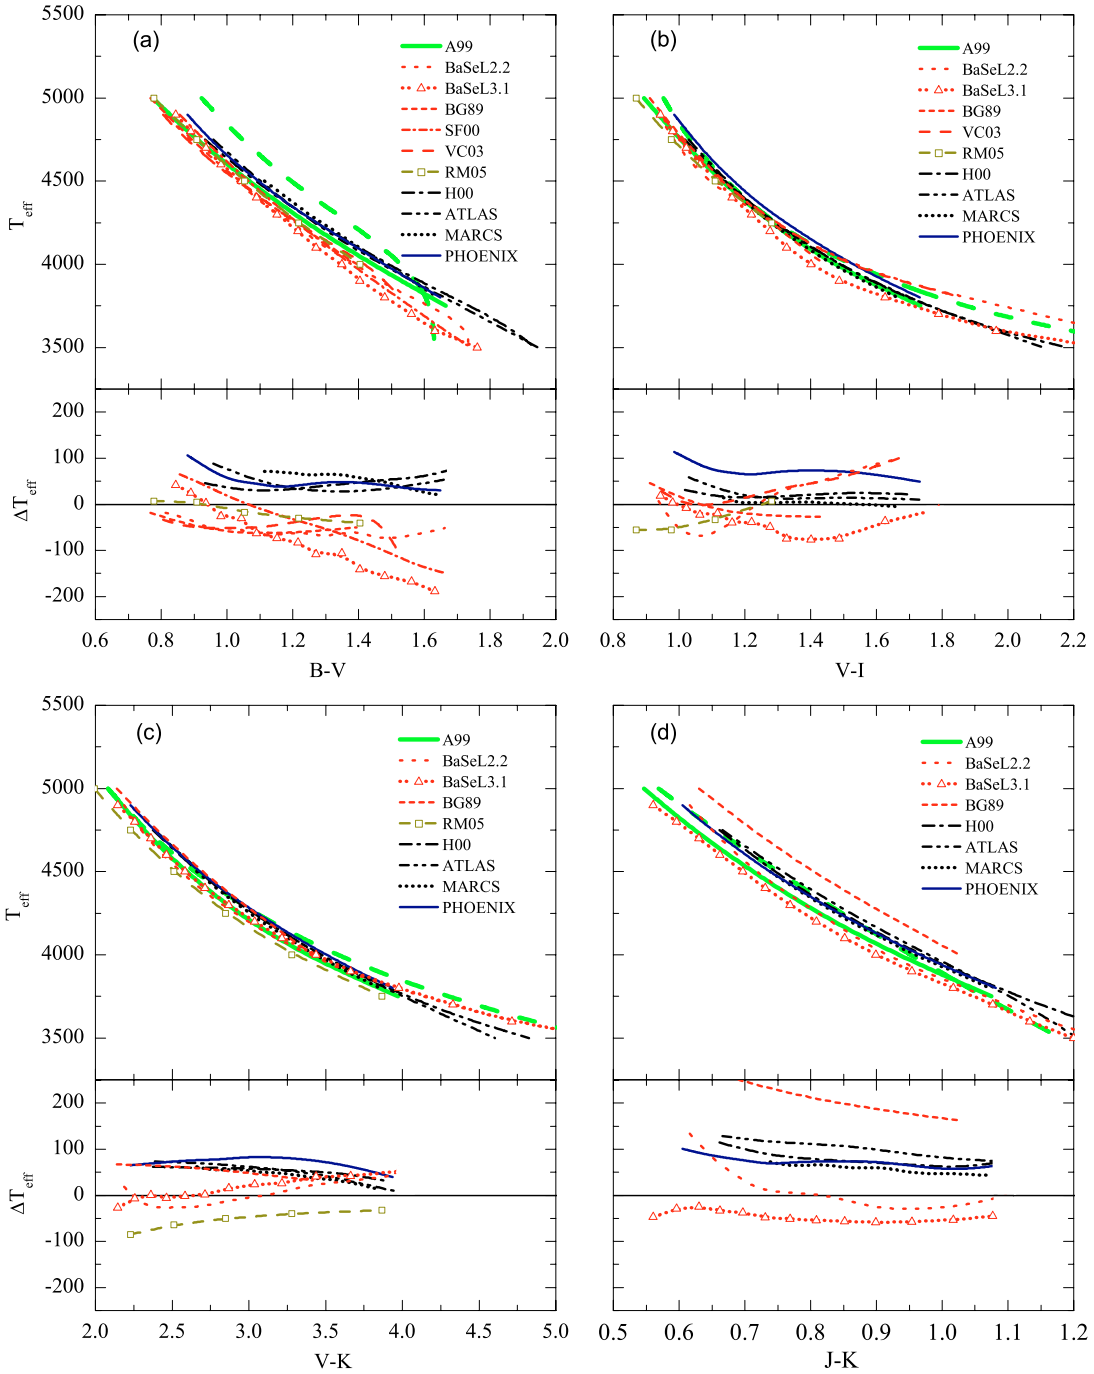 5500
5000
4500
4000
3500
T_eff
(a)
A99
BaSeL2.2
BaSeL3.1
BG89
SF00
VC03
RM05
H00
ATLAS
MARCS
PHOENIX
(b)
A99
BaSeL2.2
BaSeL3.1
BG89
VC03
RM05
H00
ATLAS
MARCS
PHOENIX
200
100
0
-100
-200
ΔT_eff
0.6 0.8 1.0 1.2 1.4 1.6 1.8 2.0
B-V
0.8 1.0 1.2 1.4 1.6 1.8 2.0 2.2
V-I
5500
5000
4500
4000
3500
T_eff
(c)
A99
BaSeL2.2
BaSeL3.1
BG89
RM05
H00
ATLAS
MARCS
PHOENIX
(d)
A99
BaSeL2.2
BaSeL3.1
BG89
H00
ATLAS
MARCS
PHOENIX
200
100
0
-100
-200
ΔT_eff
2.0 2.5 3.0 3.5 4.0 4.5 5.0
V-K
0.5 0.6 0.7 0.8 0.9 1.0 1.1 1.2
J-K